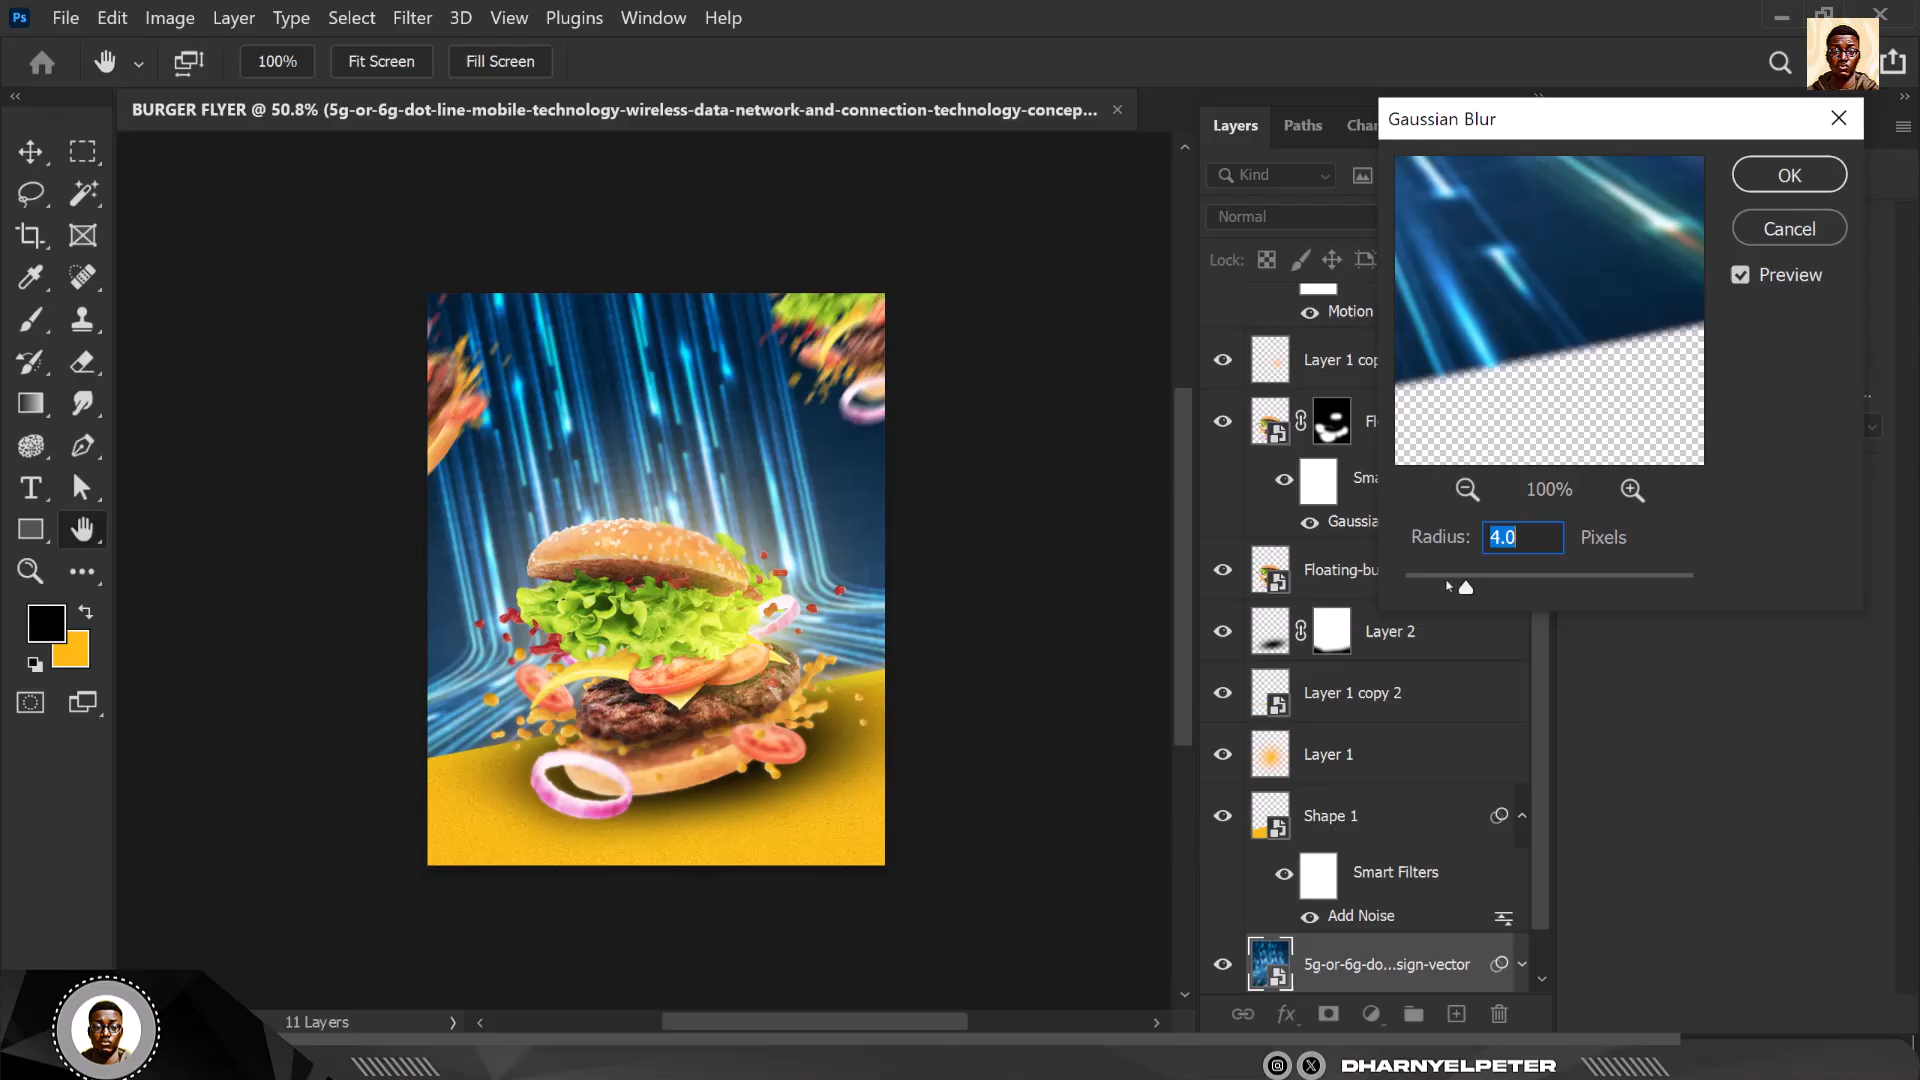 Ps File Edit Image Layer Type Select Filter 3D View Plugins Window Help
100% Fit Screen Fill Screen
BURGER FLYER @ 50.8% (5g-or-6g-dot-line-mobile-technology-wireless-data-network-and-connection-technology-concep...
Layers Paths Char
Kind
Normal
Lock:
Motion
Layer 1 cop
Fl
Sma
Gaussia
Floating-bu
Layer 2
Layer 1 copy 2
Layer 1
Shape 1
Smart Filters
Add Noise
5g-or-6g-do...sign-vector
fx
Gaussian Blur
OK
Cancel
Preview
100%
Radius: 4.0 Pixels
T
11 Layers
DHARNYELPETER